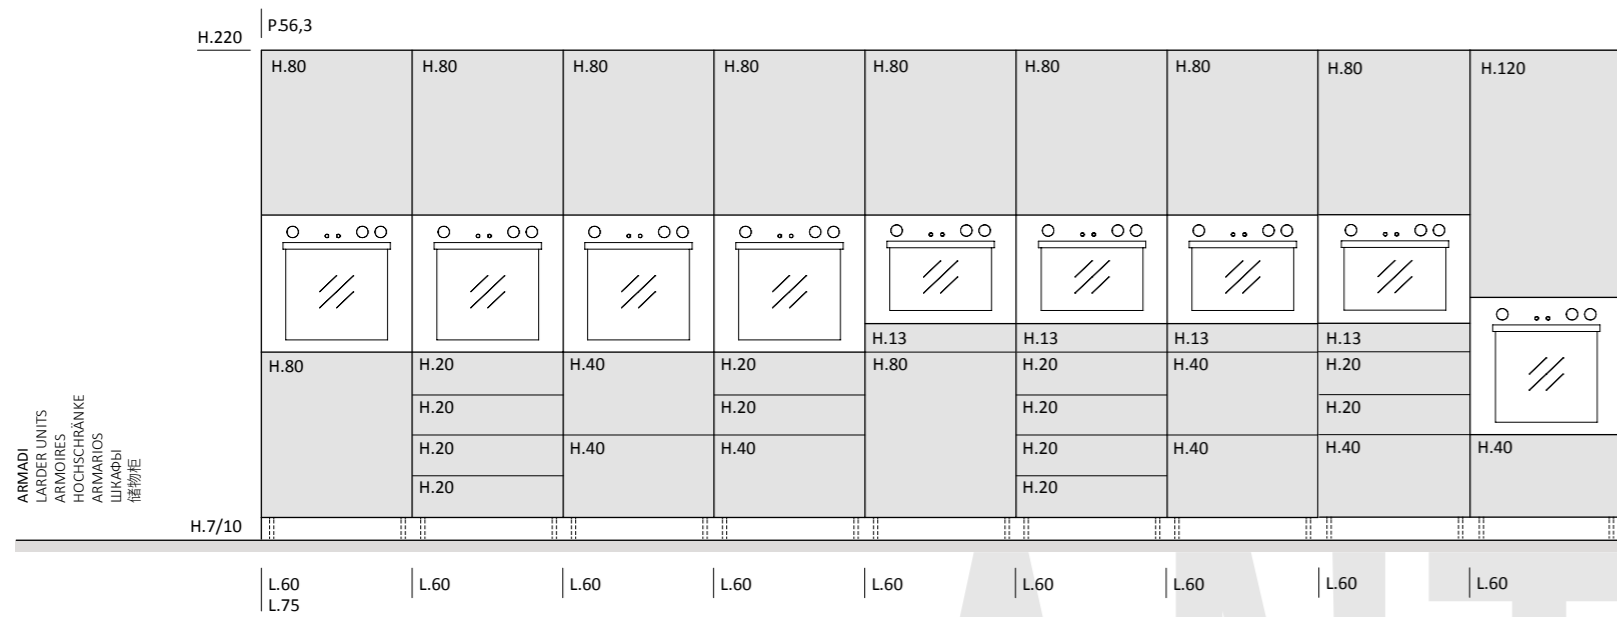 P.56,3
H.220
H.80 H.80 H.80 H.80 H.80 H.80 H.80 H.80 H.120
H.13 H.13 H.13 H.13
H.80 H.20 H.40 H.20 H.80 H.20 H.40 H.20
H.20 H.20 H.20 H.20
H.20 H.40 H.40 H.20 H.40 H.40 H.40
H.20 H.20
H.7/10
ARMADI
LARDER UNITS
ARMOIRES
HOCHSCHRÄNKE
ARMARIOS
ШКАФЫ
储物柜
L.60 L.60 L.60 L.60 L.60 L.60 L.60 L.60 L.60
L.75